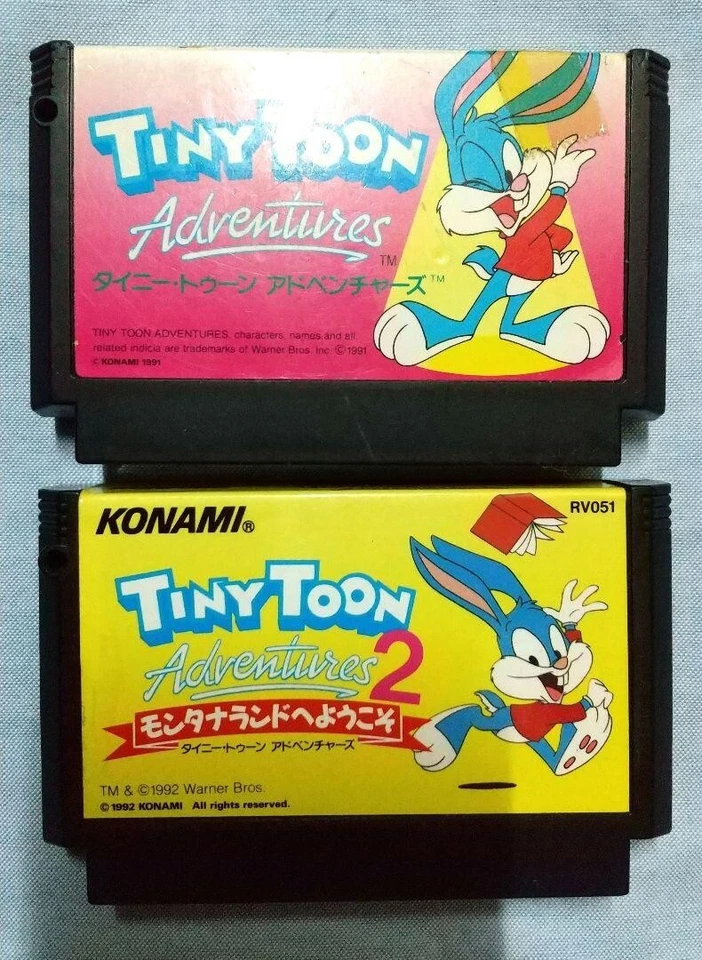 TINY TOON
Adventures™
タイニー・トゥーン アドベンチャーズ™
TINY TOON ADVENTURES, characters, names and all
related indicia are trademarks of Warner Bros. Inc. ©1991
© KONAMI 1991
KONAMI®
RV051
TINY TOON
Adventures 2
モンタナランドへようこそ
タイニー・トゥーン アドベンチャーズ
TM & ©1992 Warner Bros.
©1992 KONAMI All rights reserved.